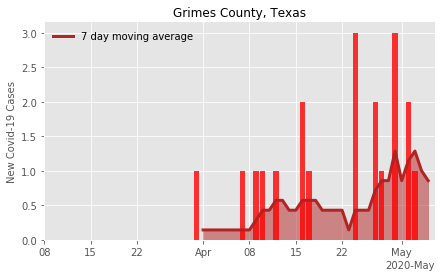 Grimes County, Texas
7 day moving average
New Covid-19 Cases
3.0
2.5
2.0
1.5
1.0
0.5
0.0
08 15 22 Apr 08 15 22 May
2020-May